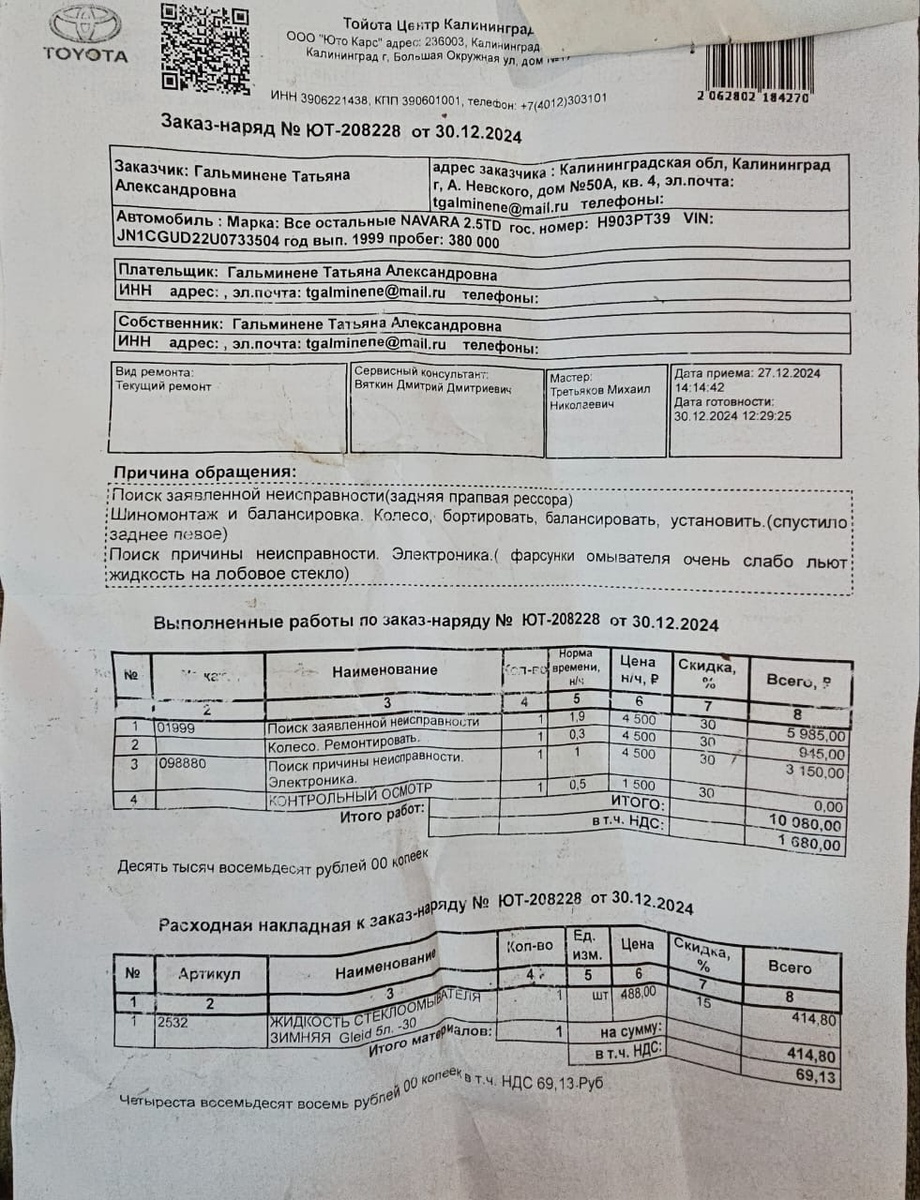 TOYOTA
Тойота Центр Калининград
ООО "Юто Карс" адрес: 236003, Калининград
Калининград г, Большая Окружная ул, дом
ИНН 3906221438, КПП 390601001, телефон: +7(4012)303101
2 062802 184270
Заказ-наряд № ЮТ-208228 от 30.12.2024
Заказчик: Гальминене Татьяна
Александровна
адрес заказчика : Калининградская обл, Калининград
г, А. Невского, дом №50А, кв. 4, эл.почта:
tgalminene@mail.ru телефоны:
Автомобиль : Марка: Все остальные NAVARA 2.5TD гос. номер: Н903РТ39 VIN:
JN1CGUD22U0733504 год вып. 1999 пробег: 380 000
Плательщик: Гальминене Татьяна Александровна
ИНН адрес: , эл.почта: tgalminene@mail.ru телефоны:
Собственник: Гальминене Татьяна Александровна
ИНН адрес: , эл.почта: tgalminene@mail.ru телефоны:
Вид ремонта:
Текущий ремонт
Сервисный консультант:
Вяткин Дмитрий Дмитриевич
Мастер:
Третьяков Михаил
Николаевич
Дата приема: 27.12.2024
14:14:42
Дата готовности:
30.12.2024 12:29:25
Причина обращения:
Поиск заявленной неисправности(задняя прапвая рессора)
Шиномонтаж и балансировка. Колесо, бортировать, балансировать, установить.(спустило
заднее левое)
Поиск причины неисправности. Электроника.( фарсунки омывателя очень слабо льют
жидкость на лобовое стекло)
Выполненные работы по заказ-наряду № ЮТ-208228 от 30.12.2024
№ Наименование Кол-во Норма времени, н/ч Цена н/ч, ₽ Скидка, % Всего, ₽
2 3 4 5 6 7 8
1 01999 Поиск заявленной неисправности 1 1,9 4 500 30 5 985,00
2 Колесо. Ремонтировать. 1 0,3 4 500 30 945,00
3 098880 Поиск причины неисправности. Электроника. 1 1 4 500 30 3 150,00
4 КОНТРОЛЬНЫЙ ОСМОТР 1 0,5 1 500 30 0,00
Итого работ: ИТОГО: 10 080,00
в т.ч. НДС: 1 680,00
Десять тысяч восемьдесят рублей 00 копеек
Расходная накладная к заказ-наряду № ЮТ-208228 от 30.12.2024
№ Артикул Наименование Кол-во Ед. изм. Цена Скидка, % Всего
1 2 3 4 5 6 7 8
1 2532 ЖИДКОСТЬ СТЕКЛООМЫВАТЕЛЯ ЗИМНЯЯ Gleid 5л. -30 1 шт 488,00 15 414,80
Итого материалов: 1 на сумму: 414,80
в т.ч. НДС: 69,13
Четыреста восемьдесят восемь рублей 00 копеек в т.ч. НДС 69,13 Руб